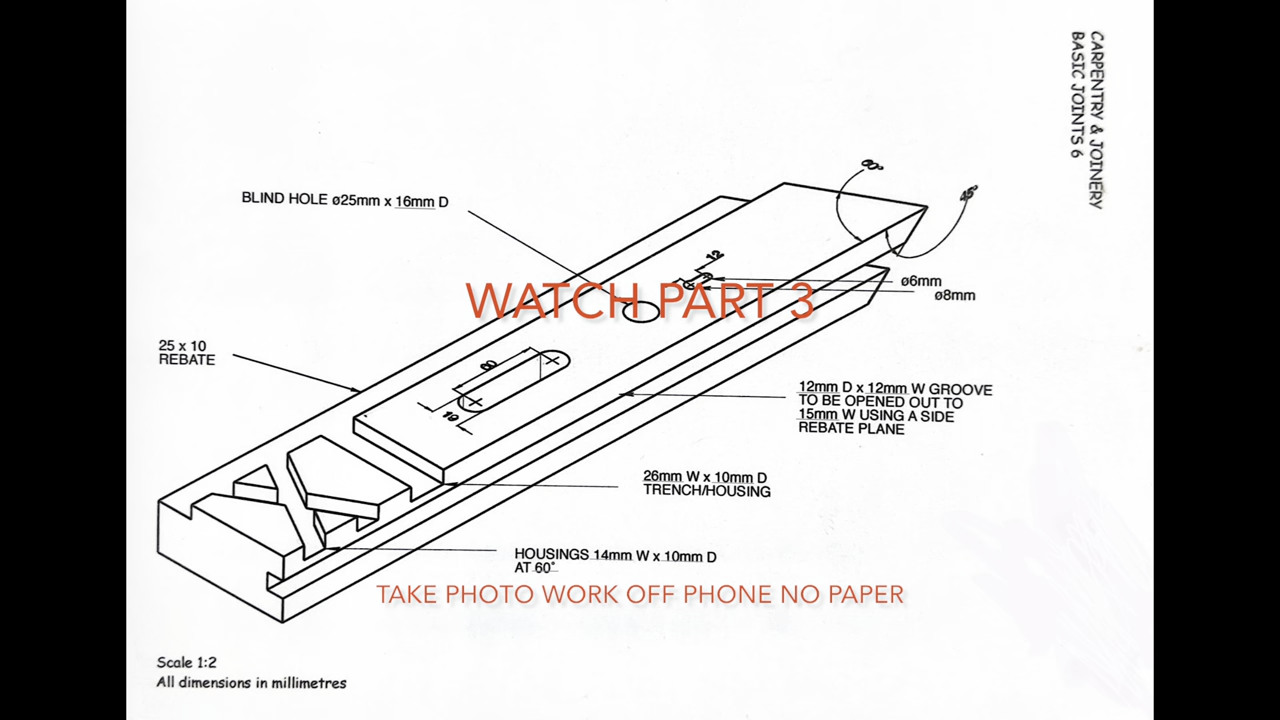 CARPENTRY & JOINERY
BASIC JOINTS 6
60°
45°
BLIND HOLE ø25mm x 16mm D
12
ø6mm
ø8mm
WATCH PART 3
25 x 10
REBATE
80
19
12mm D x 12mm W GROOVE
TO BE OPENED OUT TO
15mm W USING A SIDE
REBATE PLANE
26mm W x 10mm D
TRENCH/HOUSING
HOUSINGS 14mm W x 10mm D
AT 60°
TAKE PHOTO WORK OFF PHONE NO PAPER
Scale 1:2
All dimensions in millimetres